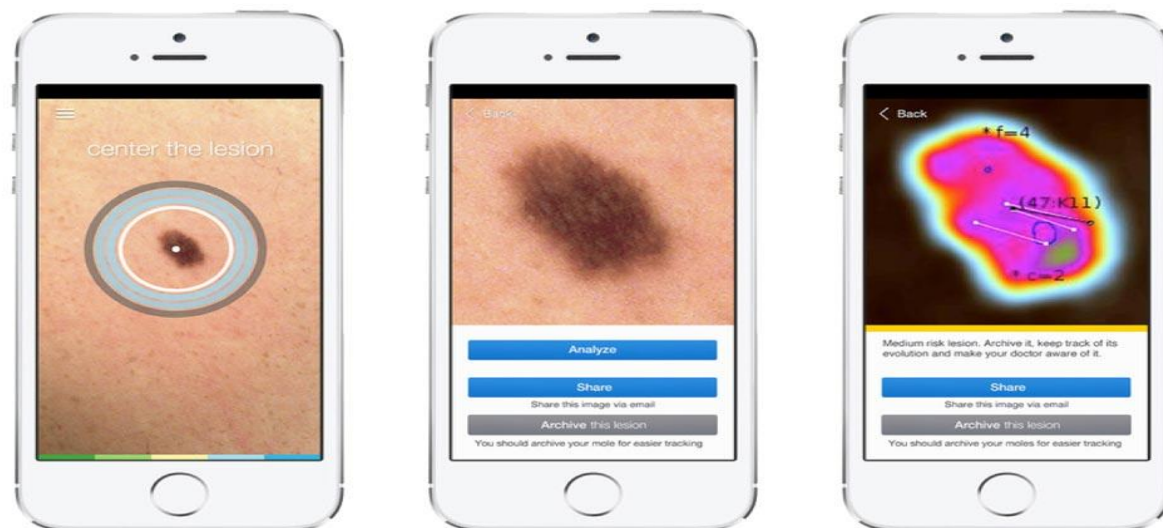 center the lesion
Back
Analyze
Share
Share this image via email
Archive this lesion
You should archive your mole for easier tracking
Back
* f=4
(47:K11)
* c=2
Medium risk lesion. Archive it, keep track of its
evolution and make your doctor aware of it.
Share
Share this image via email
Archive this lesion
You should archive your moles for easier tracking